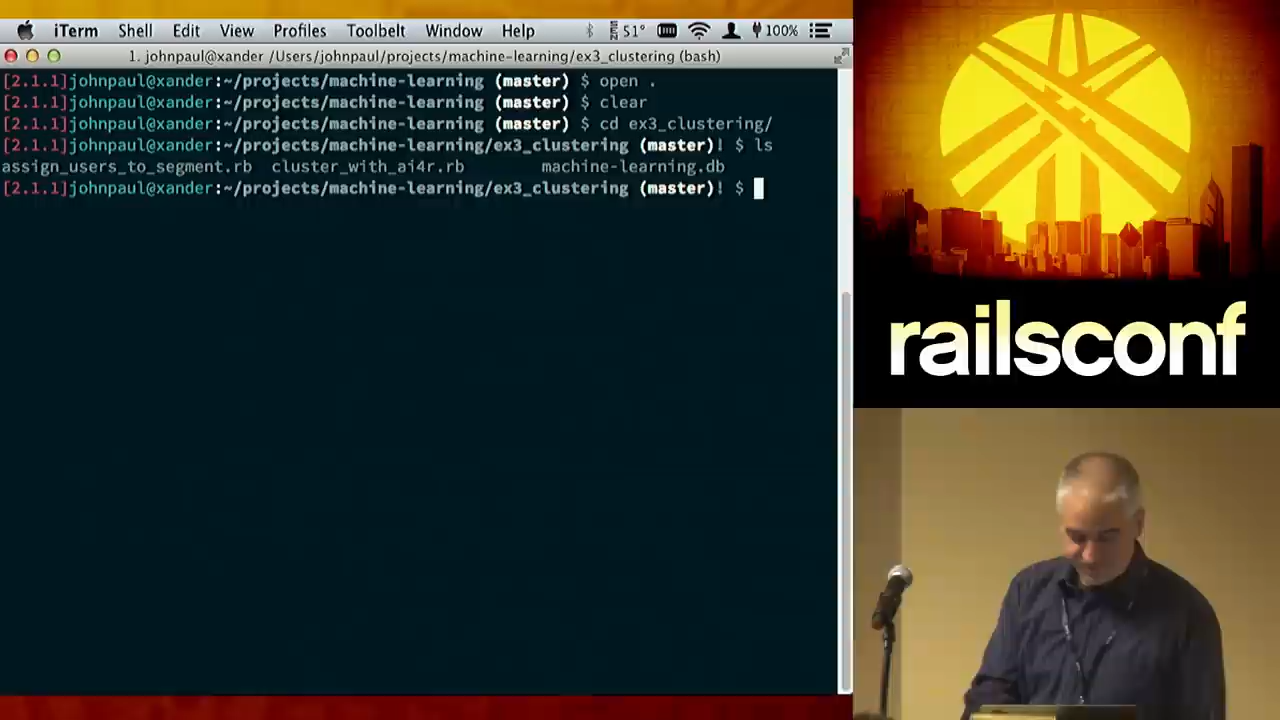 iTerm Shell Edit View Profiles Toolbelt Window Help 51° 100%
1. johnpaul@xander /Users/johnpaul/projects/machine-learning/ex3_clustering (bash)
[2.1.1]johnpaul@xander:~/projects/machine-learning (master) $ open .
[2.1.1]johnpaul@xander:~/projects/machine-learning (master) $ clear
[2.1.1]johnpaul@xander:~/projects/machine-learning (master) $ cd ex3_clustering/
[2.1.1]johnpaul@xander:~/projects/machine-learning/ex3_clustering (master)! $ ls
assign_users_to_segment.rb cluster_with_ai4r.rb machine-learning.db
[2.1.1]johnpaul@xander:~/projects/machine-learning/ex3_clustering (master)! $
railsconf